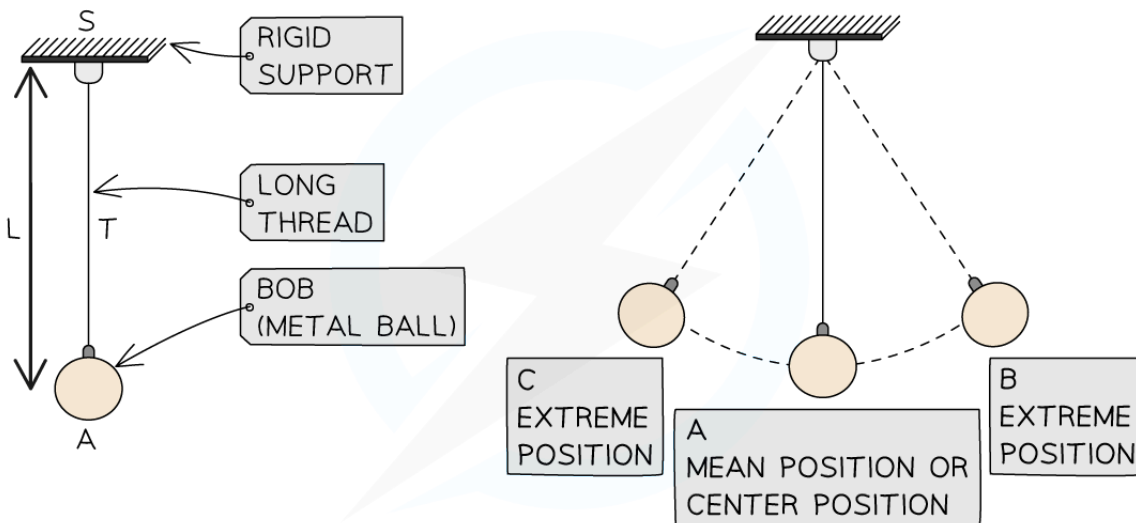 S
RIGID
SUPPORT
L
T
LONG
THREAD
BOB
(METAL BALL)
A
C
EXTREME
POSITION
A
MEAN POSITION OR
CENTER POSITION
B
EXTREME
POSITION